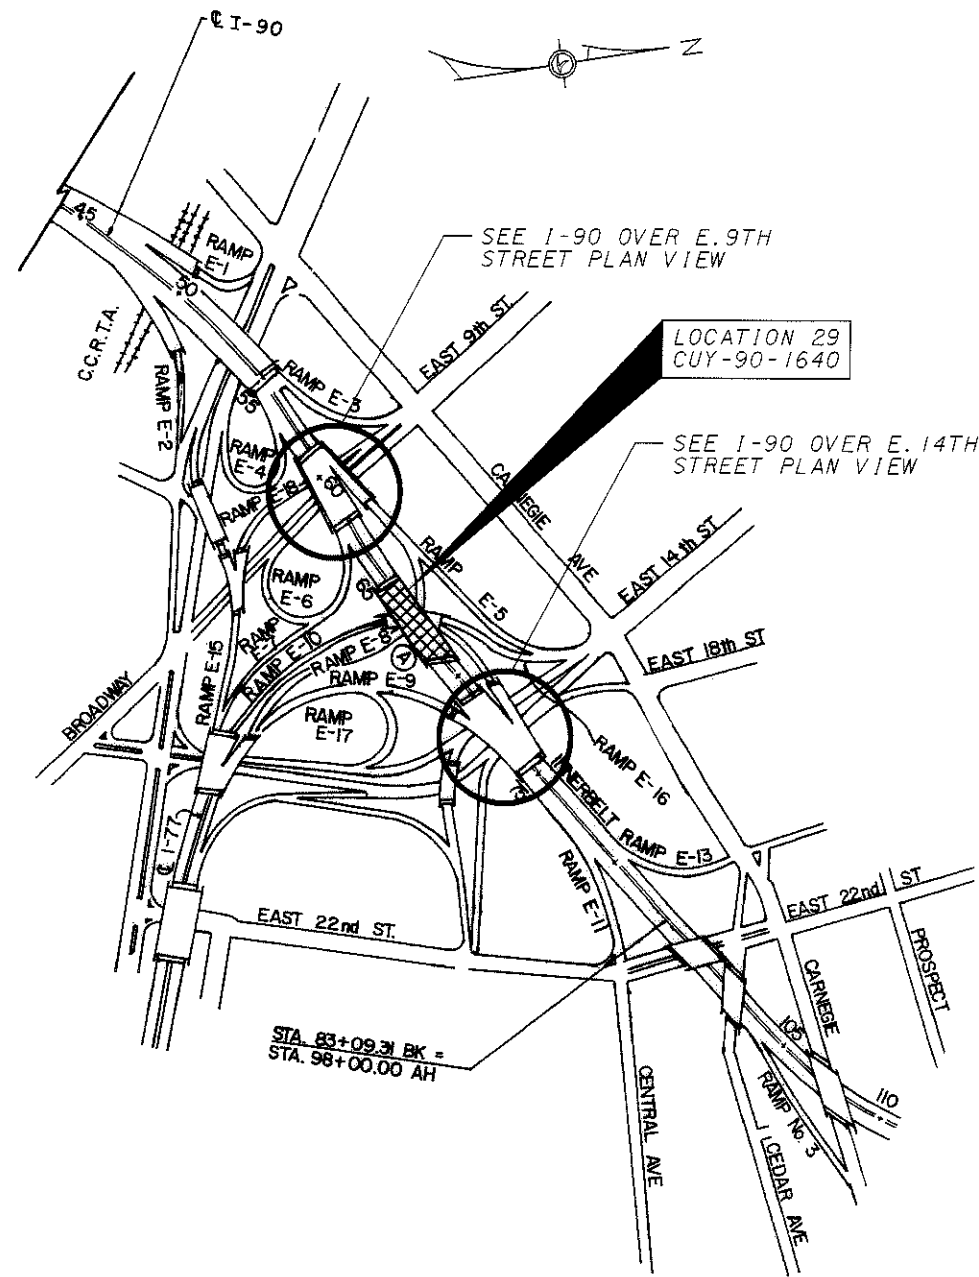 ℄ I-90
N
45
SEE I-90 OVER E.9TH
STREET PLAN VIEW
RAMP
E-1
50
C.C.R.T.A.
EAST 9th ST.
LOCATION 29
CUY-90-1640
RAMP E-2
55
RAMP E-3
SEE I-90 OVER E.14TH
STREET PLAN VIEW
RAMP
E-4
+60
RAMP E-18
CARNEGIE
AVE
EAST 14th ST
RAMP
E-5
65
RAMP
E-6
EAST 18th ST
RAMP E-10
RAMP E-8
A
RAMP E-9
RAMP E-15
BROADWAY
RAMP
E-17
RAMP E-16
INNERBELT RAMP E-13
75
℄ I-77
RAMP E-11
EAST 22nd ST.
EAST 22nd ST
PROSPECT
CARNEGIE
STA. 83+09.31 BK =
STA. 98+00.00 AH
105
110
RAMP No. 3
CENTRAL AVE
CEDAR AVE